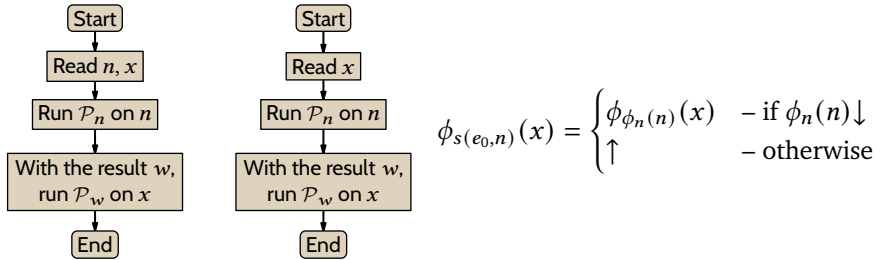 Start
Read n, x
Run 𝒫ₙ on n
With the result w,
run 𝒫_w on x
End
Start
Read x
Run 𝒫ₙ on n
With the result w,
run 𝒫_w on x
End
ϕ_{s(e₀,n)}(x) = { ϕ_{ϕₙ(n)}(x) – if ϕₙ(n)↓
↑ – otherwise